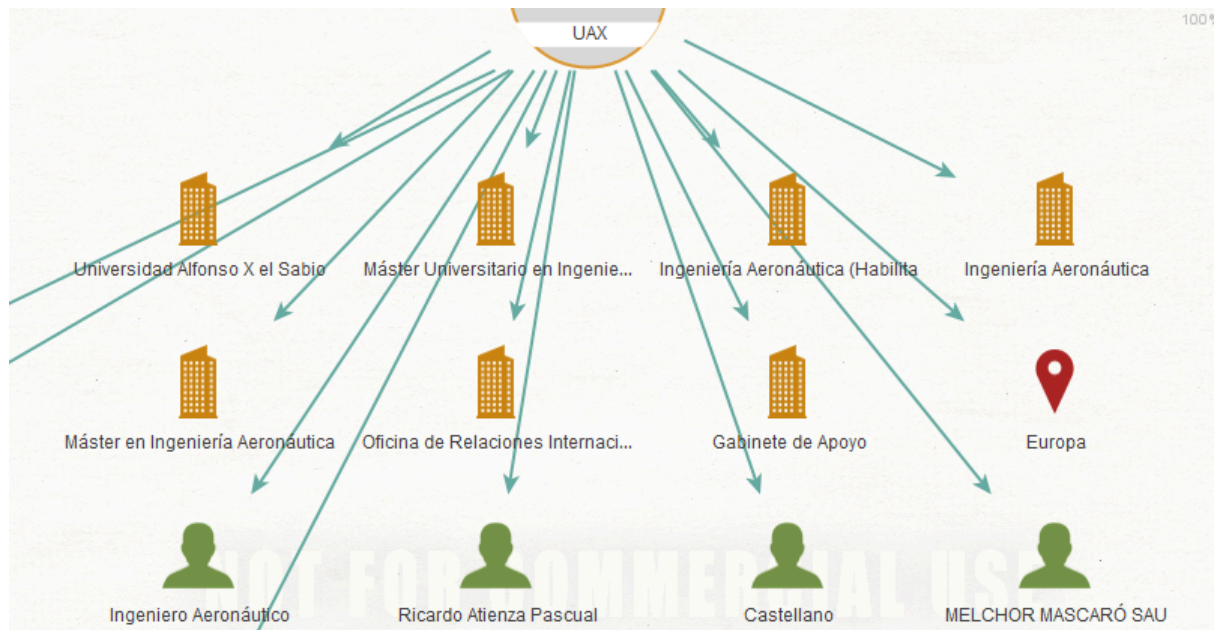 100%
UAX
Universidad Alfonso X el Sabio
Máster Universitario en Ingenie...
Ingeniería Aeronáutica (Habilita
Ingeniería Aeronáutica
Máster en Ingeniería Aeronáutica
Oficina de Relaciones Internaci...
Gabinete de Apoyo
Europa
NOT FOR COMMERCIAL USE
Ingeniero Aeronáutico
Ricardo Atienza Pascual
Castellano
MELCHOR MASCARÓ SAU